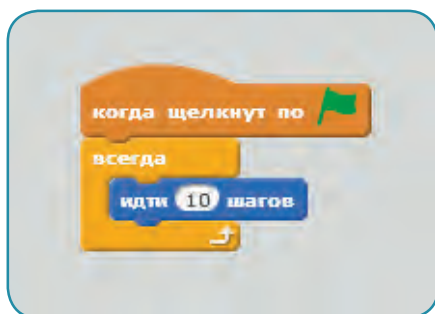 когда щелкнут по
всегда
идти 10 шагов